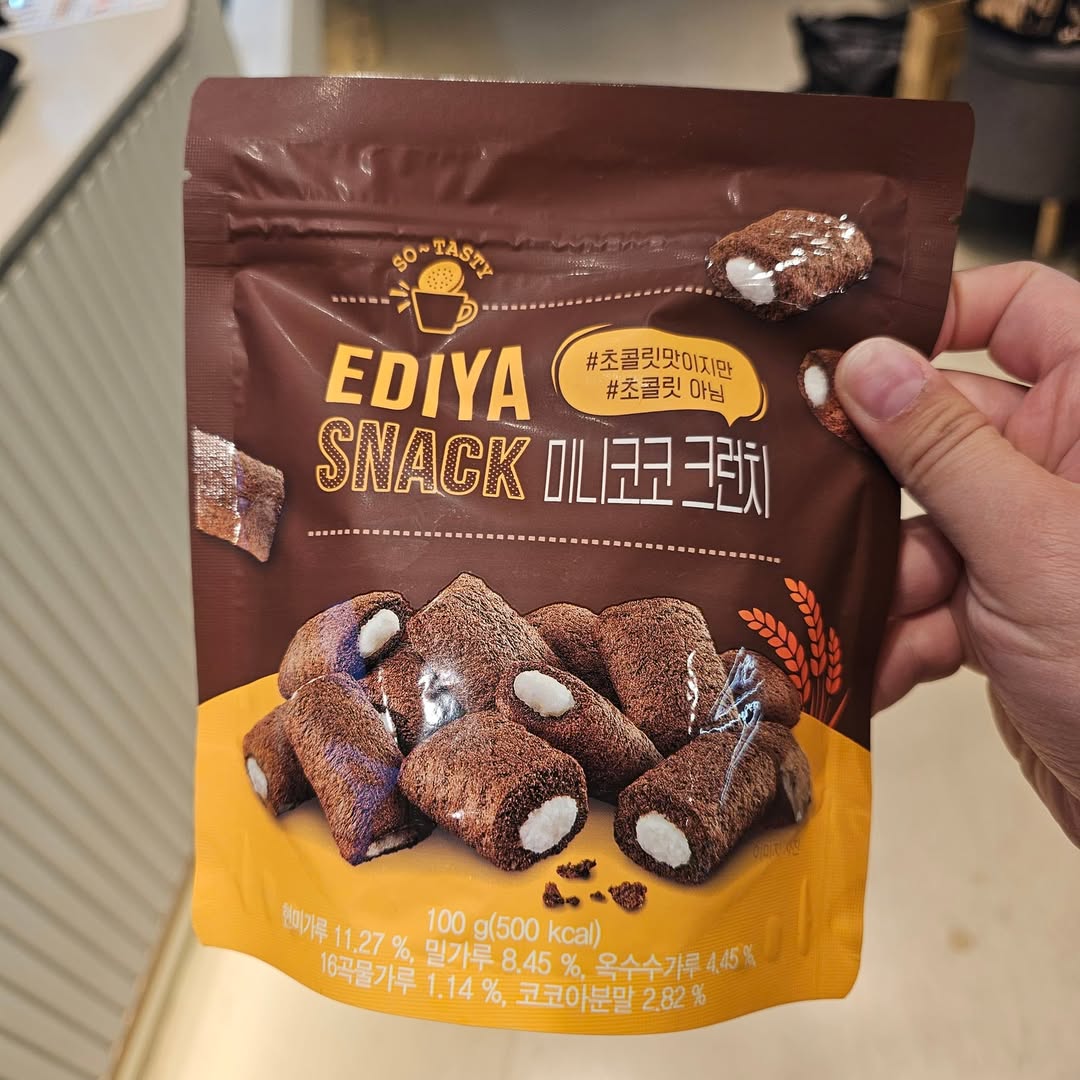 SO~TASTY
EDIYA
SNACK
#초콜릿맛이지만
#초콜릿 아님
미니코코 크런치
100 g(500 kcal)
현미가루 11.27 %, 밀가루 8.45 %, 옥수수가루 4.45 %,
16곡물가루 1.14 %, 코코아분말 2.82 %